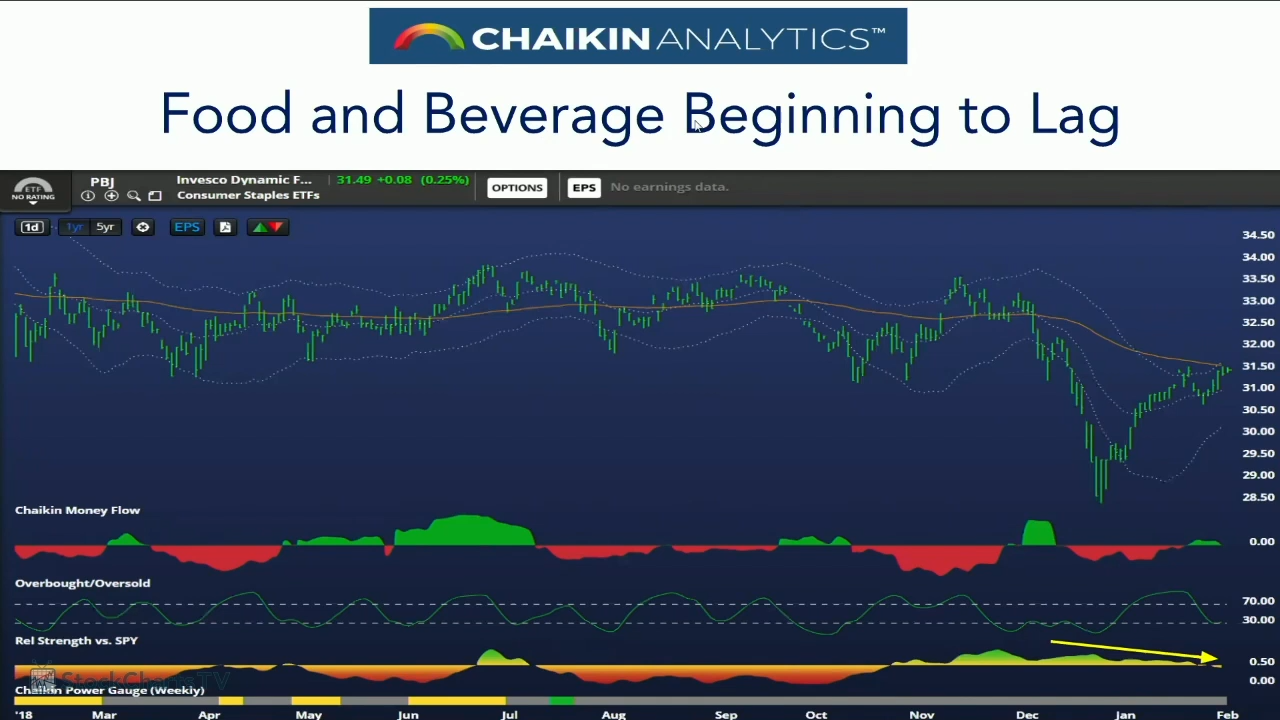 CHAIKIN ANALYTICS™
Food and Beverage Beginning to Lag
ETF
NO RATING
PBJ
Invesco Dynamic F... 31.49 +0.08 (0.25%)
Consumer Staples ETFs
OPTIONS
EPS
No earnings data.
1d 1yr 5yr EPS
34.50
34.00
33.50
33.00
32.50
32.00
31.50
31.00
30.50
30.00
29.50
29.00
28.50
Chaikin Money Flow
0.00
Overbought/Oversold
70.00
30.00
Rel Strength vs. SPY
0.50
0.00
StockChartsTV
Chaikin Power Gauge (Weekly)
'18 Mar Apr May Jun Jul Aug Sep Oct Nov Dec Jan Feb